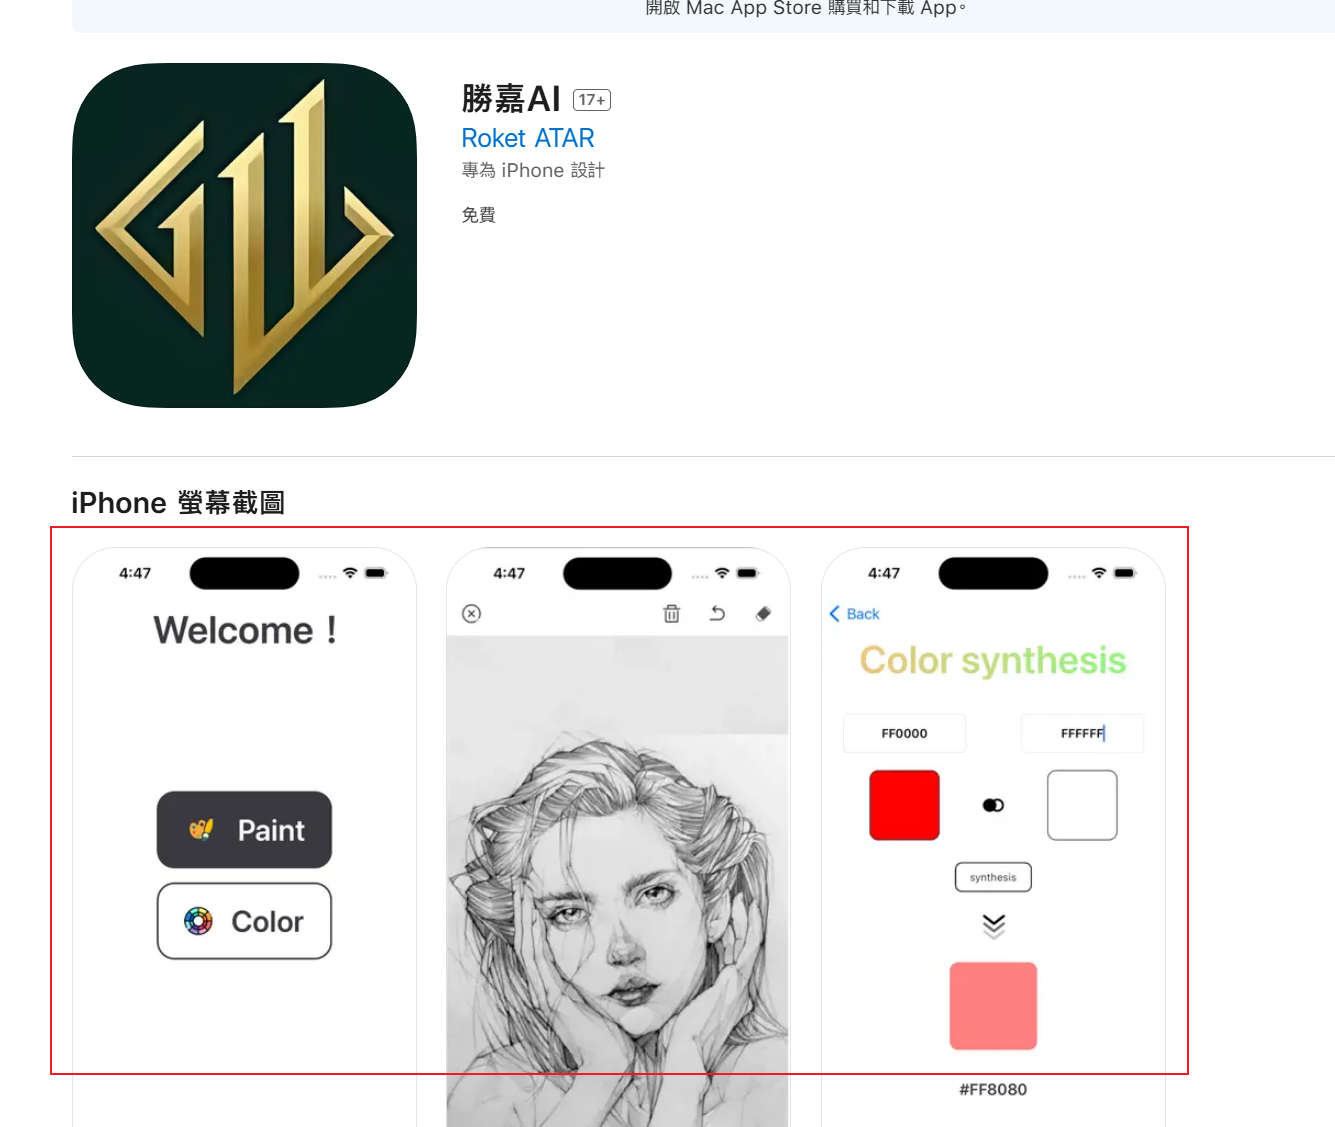 開啟 Mac App Store 購買和下載 App。
勝嘉AI 17+
Roket ATAR
專為 iPhone 設計
免費
iPhone 螢幕截圖
4:47
Welcome !
Paint
Color
4:47
4:47
Back
Color synthesis
FF0000
FFFFFF
synthesis
#FF8080